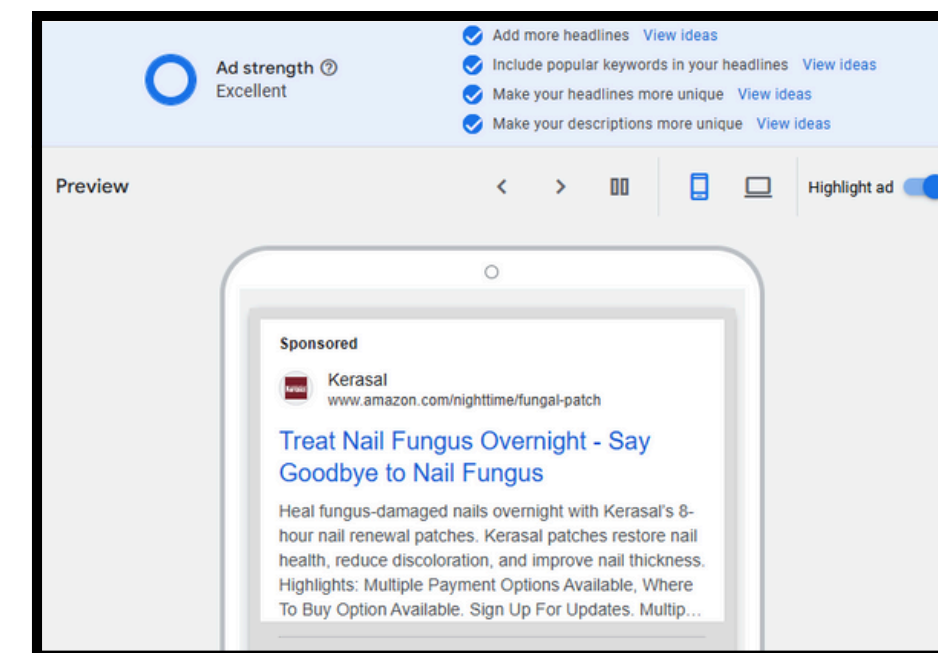 Ad strength
Excellent
Add more headlines View ideas
Include popular keywords in your headlines View ideas
Make your headlines more unique View ideas
Make your descriptions more unique View ideas
Preview
Highlight ad
Sponsored
Kerasal
Kerasal
www.amazon.com/nighttime/fungal-patch
Treat Nail Fungus Overnight - Say
Goodbye to Nail Fungus
Heal fungus-damaged nails overnight with Kerasal's 8-
hour nail renewal patches. Kerasal patches restore nail
health, reduce discoloration, and improve nail thickness.
Highlights: Multiple Payment Options Available, Where
To Buy Option Available. Sign Up For Updates. Multip...